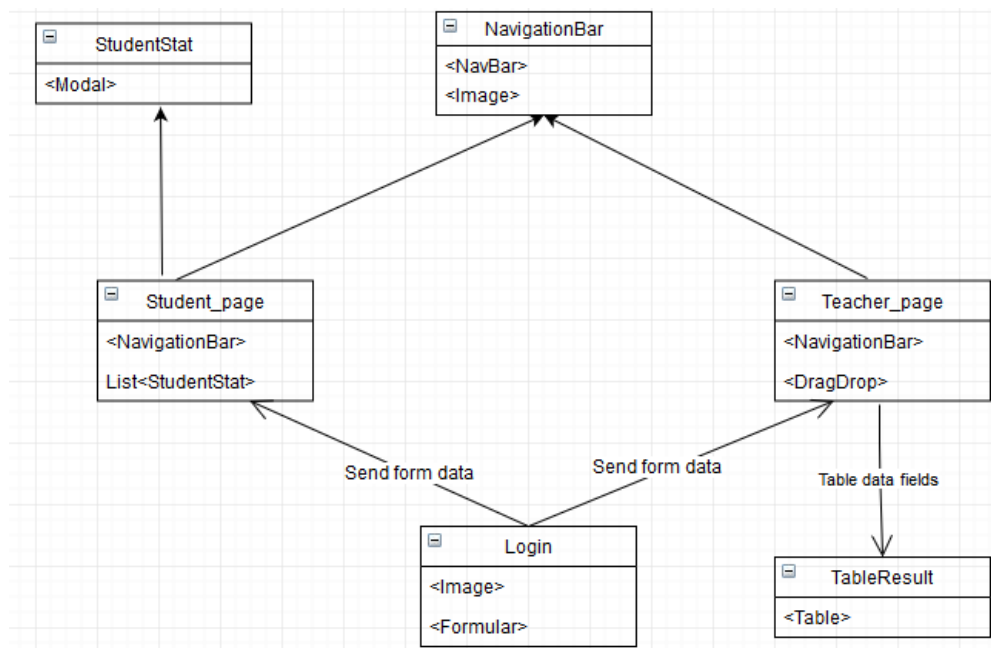 StudentStat
<Modal>
NavigationBar
<NavBar>
<Image>
Student_page
<NavigationBar>
List<StudentStat>
Teacher_page
<NavigationBar>
<DragDrop>
Send form data
Send form data
Table data fields
Login
<Image>
<Formular>
TableResult
<Table>